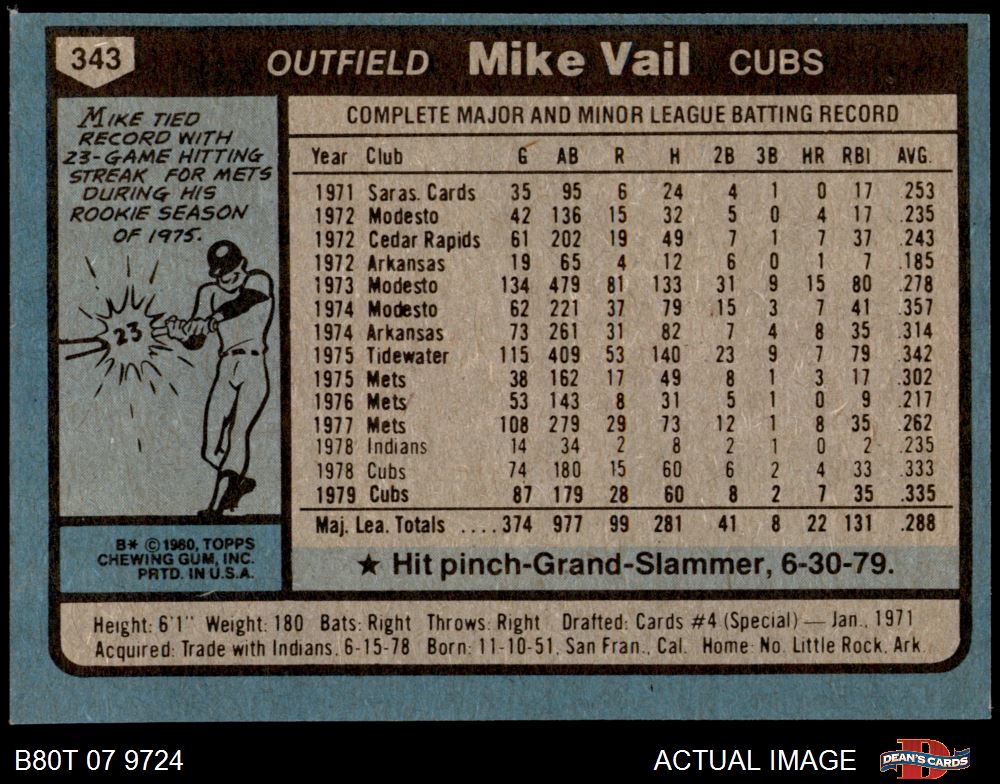 343 OUTFIELD Mike Vail CUBS
MIKE TIED
RECORD WITH
23-GAME HITTING
STREAK FOR METS
DURING HIS
ROOKIE SEASON
OF 1975.
23
B* © 1980, TOPPS
CHEWING GUM, INC.
PRTD. IN U.S.A.
COMPLETE MAJOR AND MINOR LEAGUE BATTING RECORD
Year Club G AB R H 2B 3B HR RBI AVG.
1971 Saras. Cards 35 95 6 24 4 1 0 17 .253
1972 Modesto 42 136 15 32 5 0 4 17 .235
1972 Cedar Rapids 61 202 19 49 7 1 7 37 .243
1972 Arkansas 19 65 4 12 6 0 1 7 .185
1973 Modesto 134 479 81 133 31 9 15 80 .278
1974 Modesto 62 221 37 79 15 3 7 41 .357
1974 Arkansas 73 261 31 82 7 4 8 35 .314
1975 Tidewater 115 409 53 140 23 9 7 79 .342
1975 Mets 38 162 17 49 8 1 3 17 .302
1976 Mets 53 143 8 31 5 1 0 9 .217
1977 Mets 108 279 29 73 12 1 8 35 .262
1978 Indians 14 34 2 8 2 1 0 2 .235
1978 Cubs 74 180 15 60 6 2 4 33 .333
1979 Cubs 87 179 28 60 8 2 7 35 .335
Maj. Lea. Totals ....374 977 99 281 41 8 22 131 .288
★ Hit pinch-Grand-Slammer, 6-30-79.
Height: 6'1" Weight: 180 Bats: Right Throws: Right Drafted: Cards #4 (Special) — Jan., 1971
Acquired: Trade with Indians, 6-15-78 Born: 11-10-51, San Fran., Cal. Home: No. Little Rock, Ark.
B80T 07 9724 ACTUAL IMAGE DEAN'S CARDS